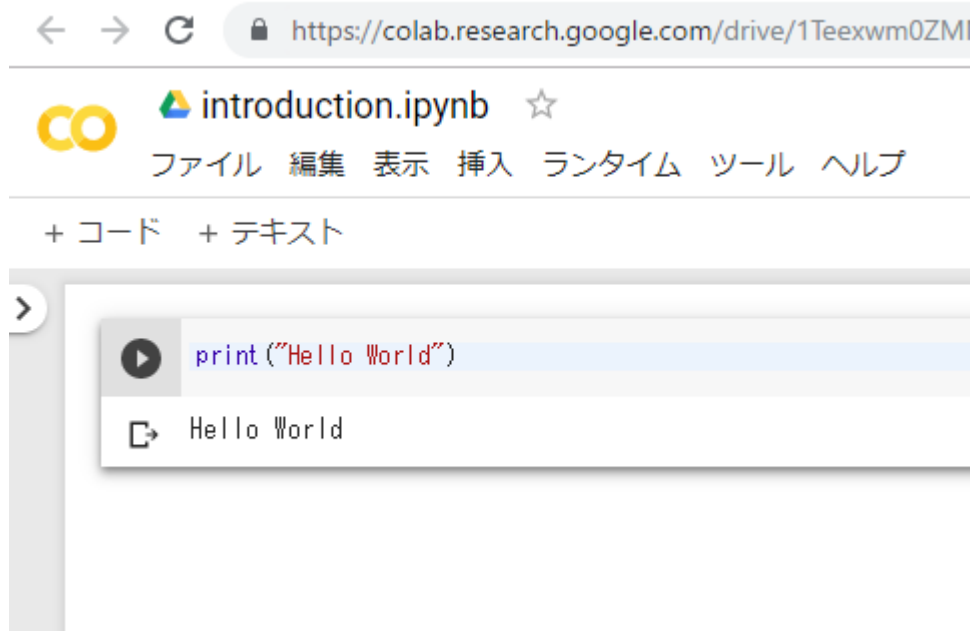 https://colab.research.google.com/drive/1Teexwm0ZM
introduction.ipynb
ファイル 編集 表示 挿入 ランタイム ツール ヘルプ
+ コード + テキスト
print("Hello World")
Hello World